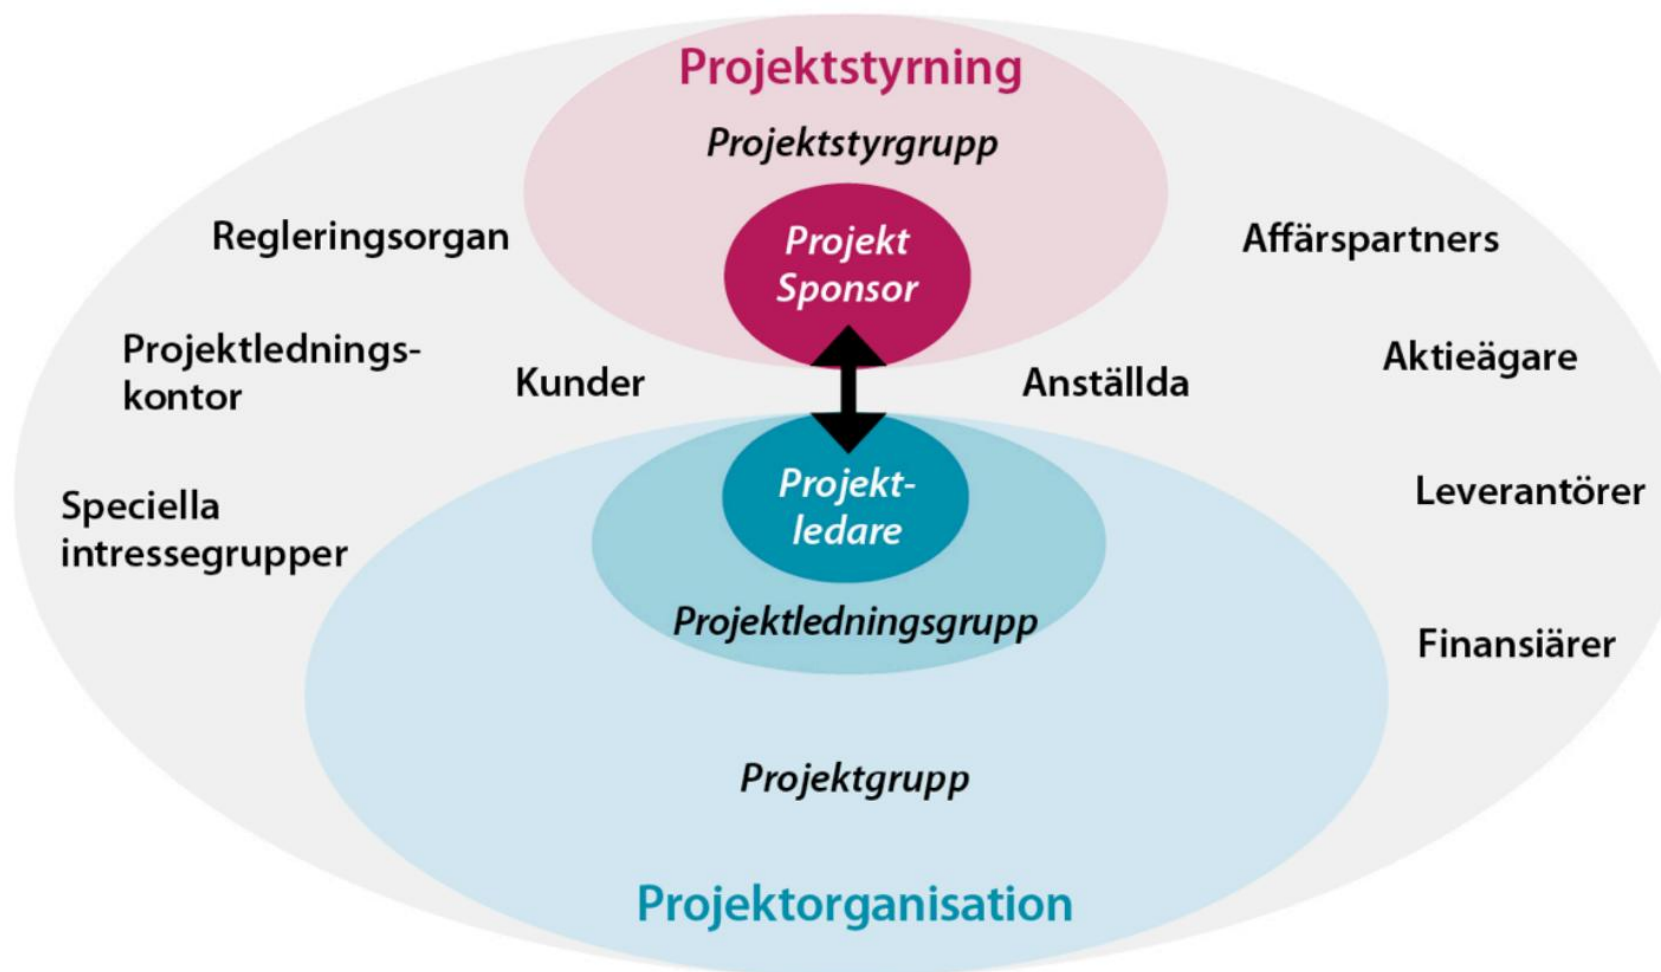 Projektstyrning
Projektstyrgrupp
Projekt
Sponsor
Regleringsorgan
Affärspartners
Projektlednings-
kontor
Kunder
Anställda
Aktieägare
Speciella
intressegrupper
Projekt-
ledare
Leverantörer
Projektledningsgrupp
Finansiärer
Projektgrupp
Projektorganisation